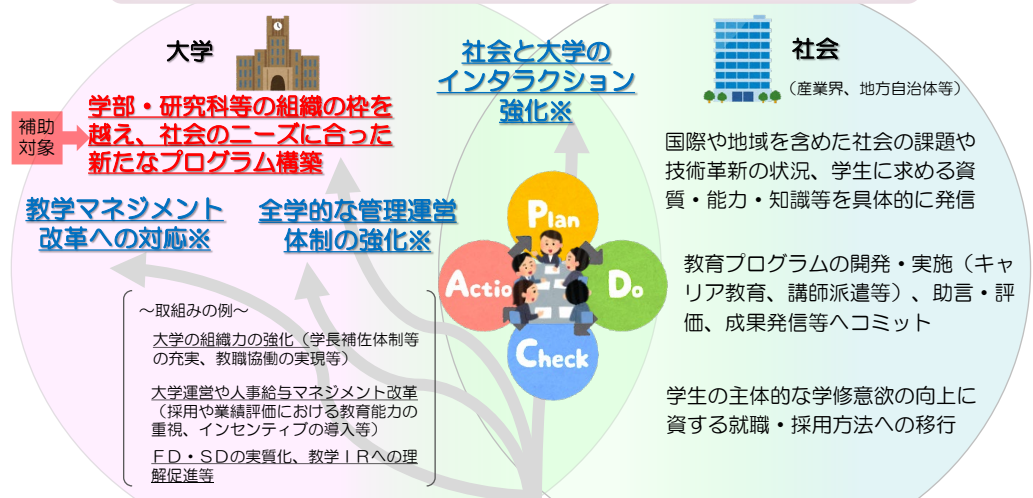 大学
学部・研究科等の組織の枠を
越え、社会のニーズに合った
新たなプログラム構築
補助
対象
教学マネジメント
改革への対応※
全学的な管理運営
体制の強化※
～取組みの例～
大学の組織力の強化（学長補佐体制等
の充実、教職協働の実現等）
大学運営や人事給与マネジメント改革
（採用や業績評価における教育能力の
重視、インセンティブの導入等）
ＦＤ・ＳＤの実質化、教学ＩＲへの理
解促進等
社会と大学の
インタラクション
強化※
Plan
Do
Check
Actio
社会
（産業界、地方自治体等）
国際や地域を含めた社会の課題や
技術革新の状況、学生に求める資
質・能力・知識等を具体的に発信
教育プログラムの開発・実施（キャ
リア教育、講師派遣等）、助言・評
価、成果発信等へコミット
学生の主体的な学修意欲の向上に
資する就職・採用方法への移行